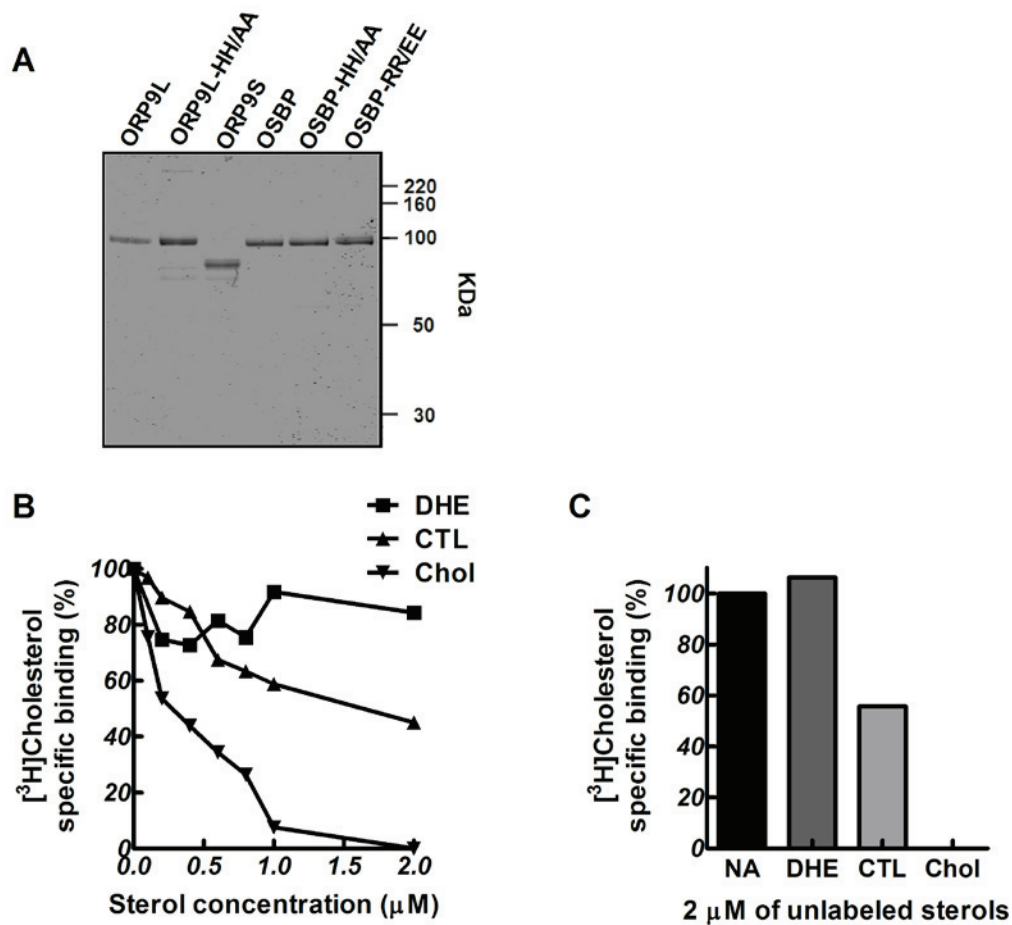 A
ORP9L
ORP9L-HH/AA
ORP9S
OSBP
OSBP-HH/AA
OSBP-RR/EE
220
160
100
50
30
KDa
B
DHE
CTL
Chol
[³H]Cholesterol
specific binding (%)
100
80
60
40
20
0
0.0 0.5 1.0 1.5 2.0
Sterol concentration (μM)
C
[³H]Cholesterol
specific binding (%)
100
80
60
40
20
0
NA DHE CTL Chol
2 μM of unlabeled sterols